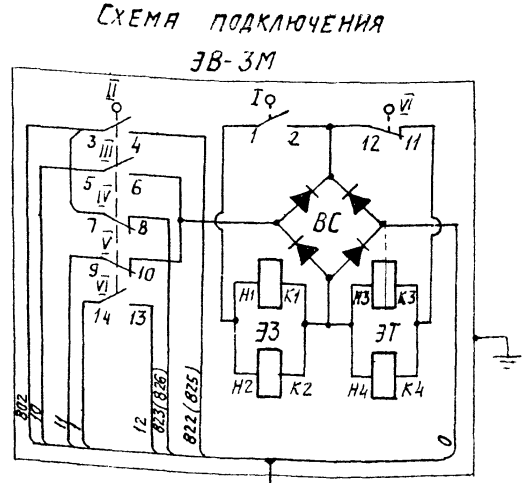 СХЕМА ПОДКЛЮЧЕНИЯ
ЭВ-3М
II
I
VI
3 4
1 2
12 11
III
5 6
IV
7 8
ВС
V
9 10
VI
14 13
Н1 К1
Н3 К3
ЭЗ
ЭТ
Н2 К2
Н4 К4
802
10
11
12
823(826)
822(825)
0